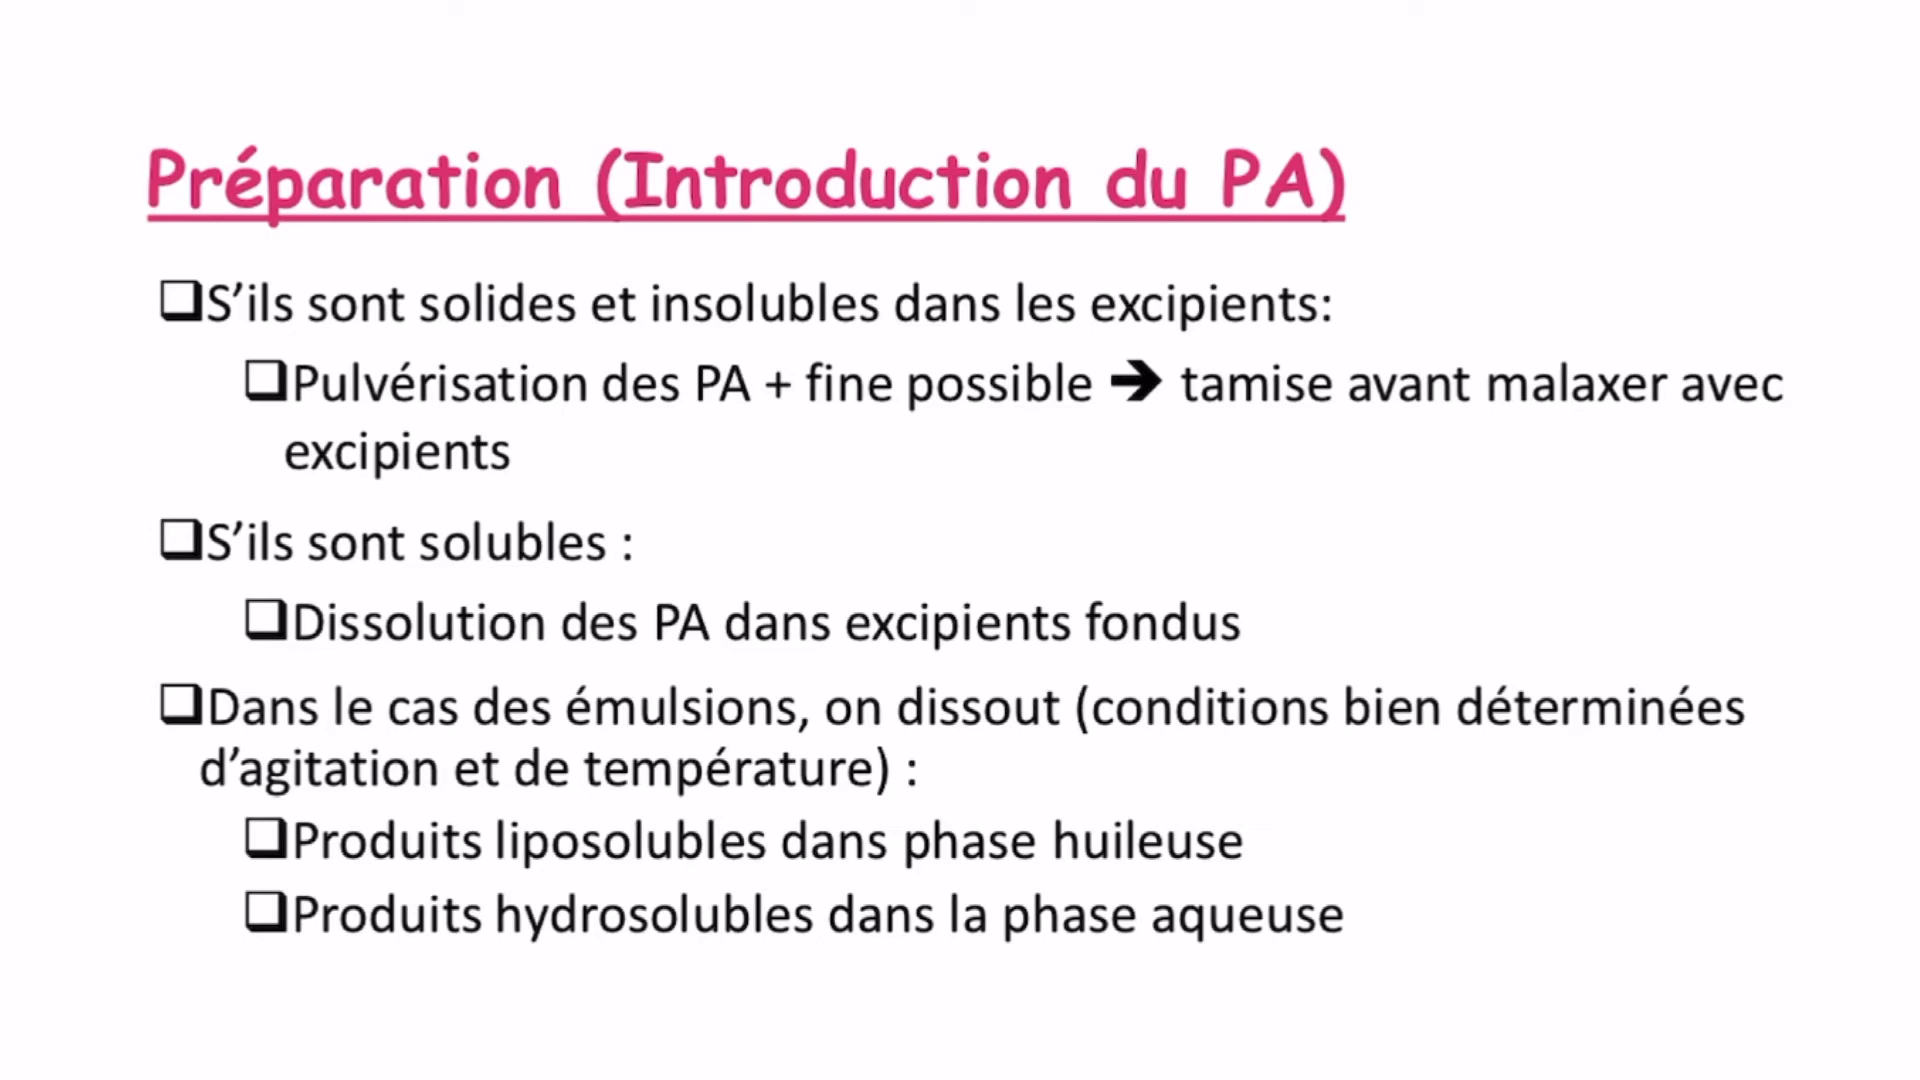 Préparation (Introduction du PA)
❑S’ils sont solides et insolubles dans les excipients:
❑Pulvérisation des PA + fine possible ➔ tamise avant malaxer avec
excipients
❑S’ils sont solubles :
❑Dissolution des PA dans excipients fondus
❑Dans le cas des émulsions, on dissout (conditions bien déterminées
d’agitation et de température) :
❑Produits liposolubles dans phase huileuse
❑Produits hydrosolubles dans la phase aqueuse